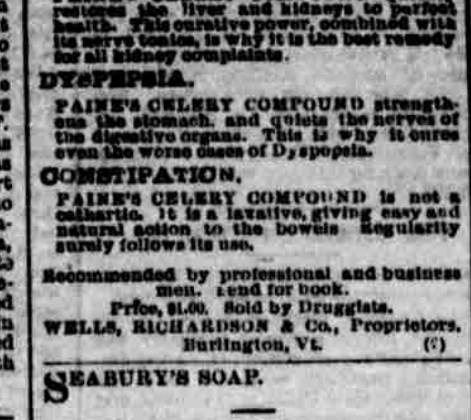 restores the liver and kidneys to perfect
health. This curative power, combined with
its nerve tonics, is why it is the best remedy
for all kidney complaints.
DYSPEPSIA.
PAINE'S CELERY COMPOUND strength-
ens the stomach, and quiets the nerves of
the digestive organs. This is why it cures
even the worse cases of Dyspepsia.
CONSTIPATION.
PAINE'S CELERY COMPOUND is not a
cathartic. It is a laxative, giving easy and
natural action to the bowels Regularity
surely follows its use.
Recommended by professional and business
men. Send for book.
Price, $1.00. Sold by Druggists.
WELLS, RICHARDSON & Co., Proprietors,
Burlington, Vt.
SEABURY'S SOAP.